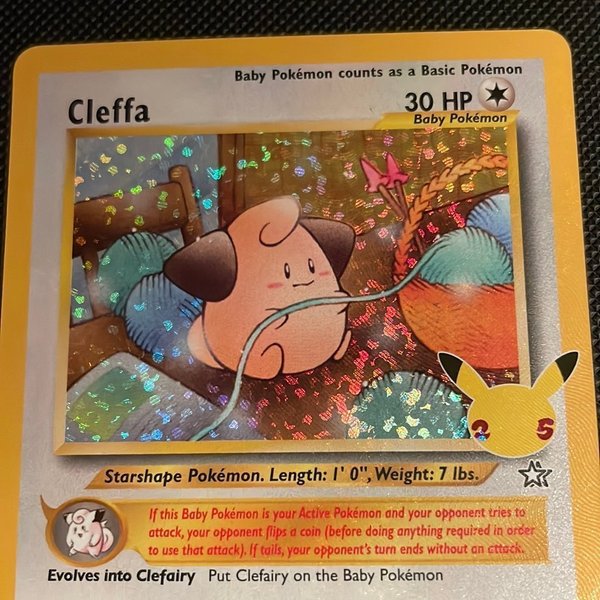 Baby Pokémon counts as a Basic Pokémon
Cleffa
30 HP
Baby Pokémon
2 5
Starshape Pokémon. Length: 1' 0", Weight: 7 lbs.
If this Baby Pokémon is your Active Pokémon and your opponent tries to
attack, your opponent flips a coin (before doing anything required in order
to use that attack). If tails, your opponent's turn ends without an attack.
Evolves into Clefairy Put Clefairy on the Baby Pokémon